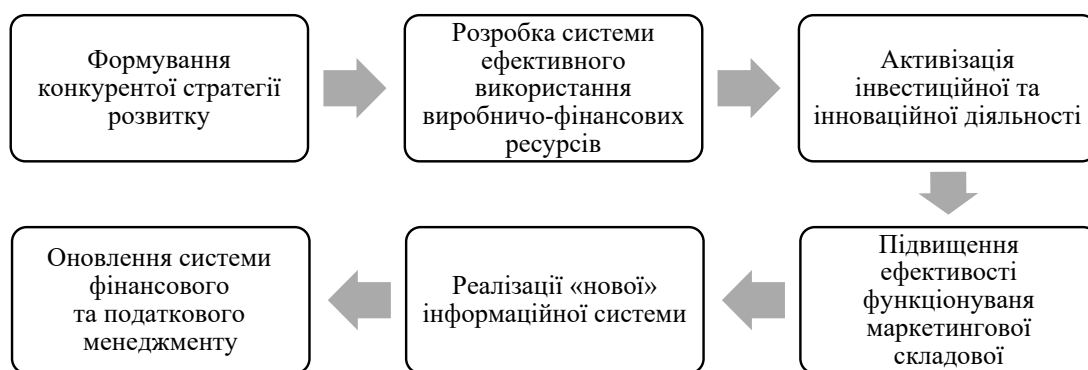 Формування
конкурентої стратегії
розвитку
Розробка системи
ефективного
використання
виробничо-фінансових
ресурсів
Активізація
інвестиційної та
інноваційної діяльності
Підвищення
ефективості
функціонуваня
маркетингової
складової
Реалізації «нової»
інформаційної системи
Оновлення системи
фінансового
та податкового
менеджменту